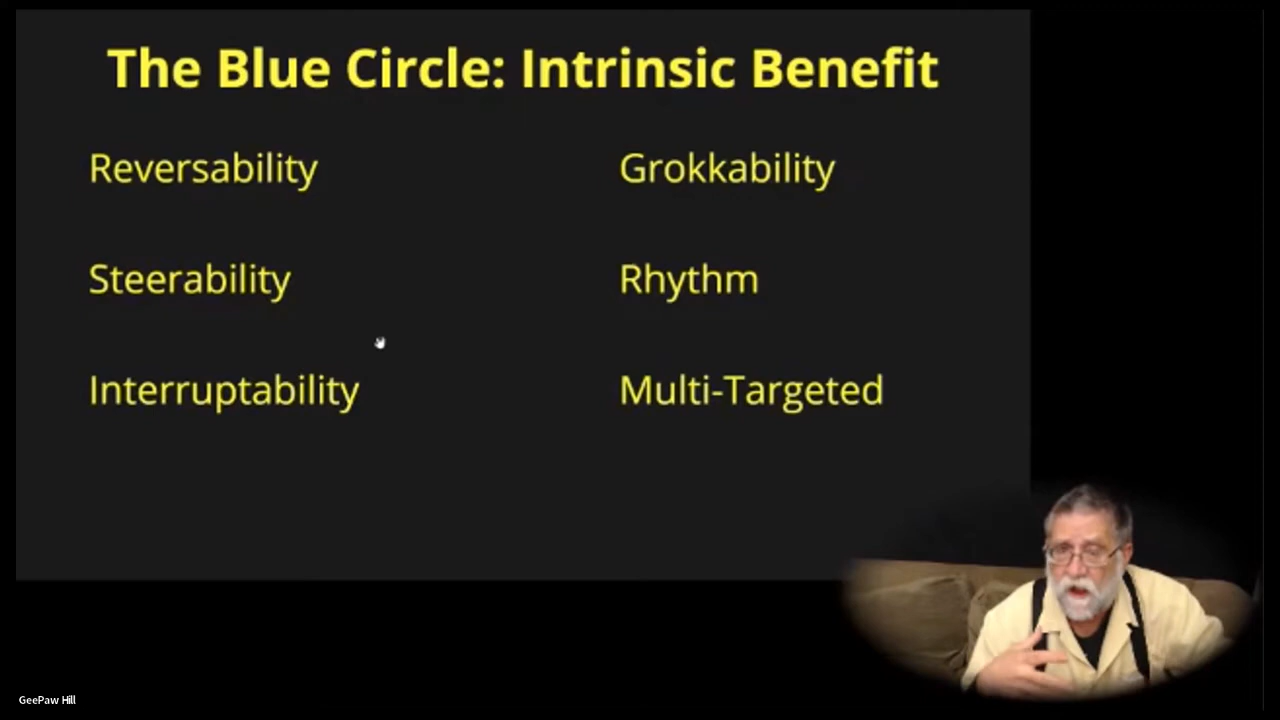 The Blue Circle: Intrinsic Benefit
Reversability
Grokkability
Steerability
Rhythm
Interruptability
Multi-Targeted
GeePaw Hill